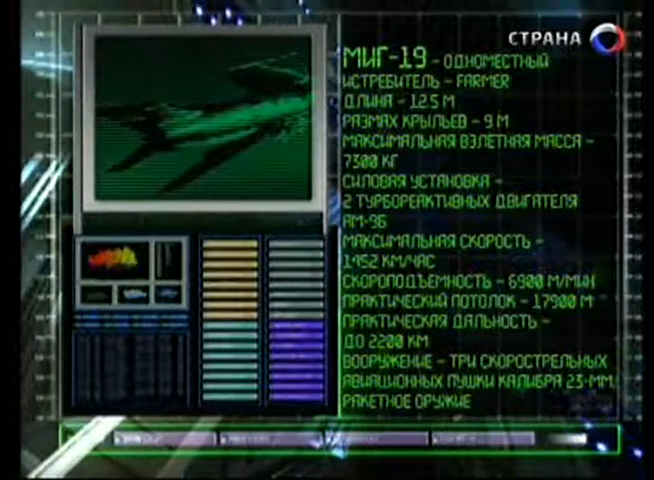 СТРАНА
МИГ-19 - ОДНОМЕСТНЫЙ
ИСТРЕБИТЕЛЬ - FARMER
ДЛИНА - 12.5 М
РАЗМАХ КРЫЛЬЕВ - 9 М
МАКСИМАЛЬНАЯ ВЗЛЕТНАЯ МАССА -
7300 КГ
СИЛОВАЯ УСТАНОВКА -
2 ТУРБОРЕАКТИВНЫХ ДВИГАТЕЛЯ
АМ-9Б
МАКСИМАЛЬНАЯ СКОРОСТЬ -
1452 КМ/ЧАС
СКОРОПОДЪЕМНОСТЬ - 6900 М/МИН
ПРАКТИЧЕСКИЙ ПОТОЛОК - 17900 М
ПРАКТИЧЕСКАЯ ДАЛЬНОСТЬ -
ДО 2200 КМ
ВООРУЖЕНИЕ - ТРИ СКОРОСТРЕЛЬНЫХ
АВИАЦИОННЫХ ПУШКИ КАЛИБРА 23-ММ,
РАКЕТНОЕ ОРУЖИЕ